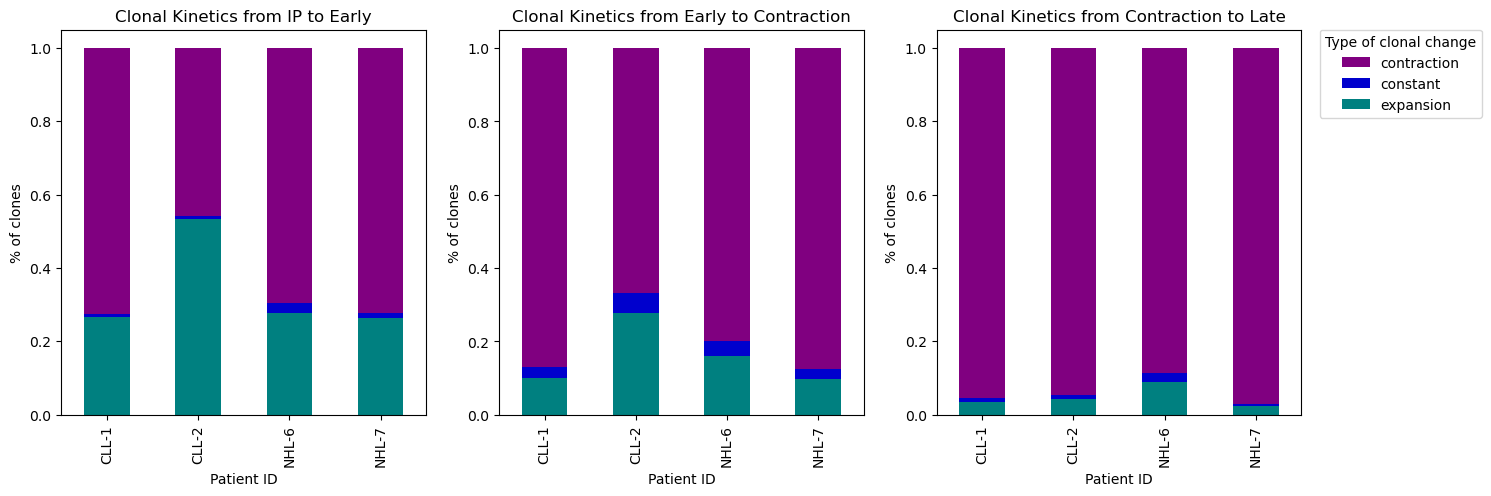 Clonal Kinetics from IP to Early
% of clones
1.0
0.8
0.6
0.4
0.2
0.0
CLL-1
CLL-2
NHL-6
NHL-7
Patient ID
Clonal Kinetics from Early to Contraction
% of clones
1.0
0.8
0.6
0.4
0.2
0.0
CLL-1
CLL-2
NHL-6
NHL-7
Patient ID
Clonal Kinetics from Contraction to Late
% of clones
1.0
0.8
0.6
0.4
0.2
0.0
CLL-1
CLL-2
NHL-6
NHL-7
Patient ID
Type of clonal change
contraction
constant
expansion